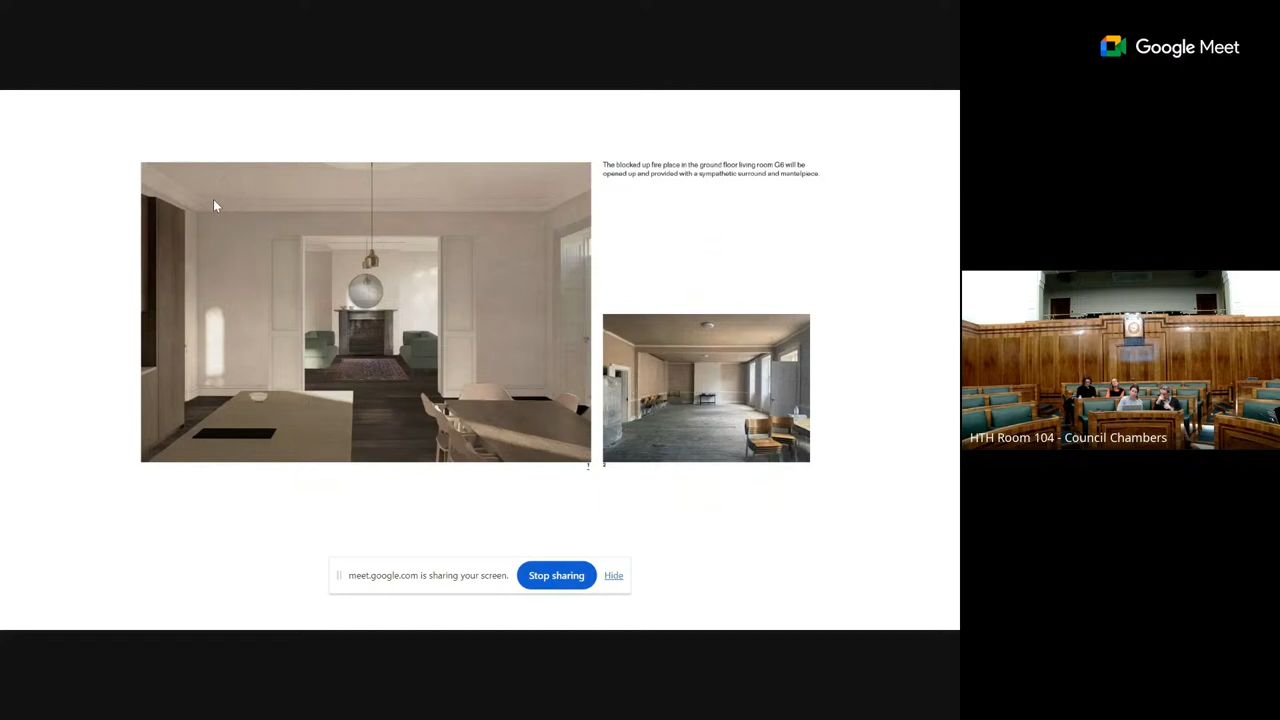 Google Meet
The blocked up fire place in the ground floor living room G6 will be
opened up and provided with a sympathetic surround and mantelpiece.
1
2
HTH Room 104 - Council Chambers
meet.google.com is sharing your screen.
Stop sharing
Hide